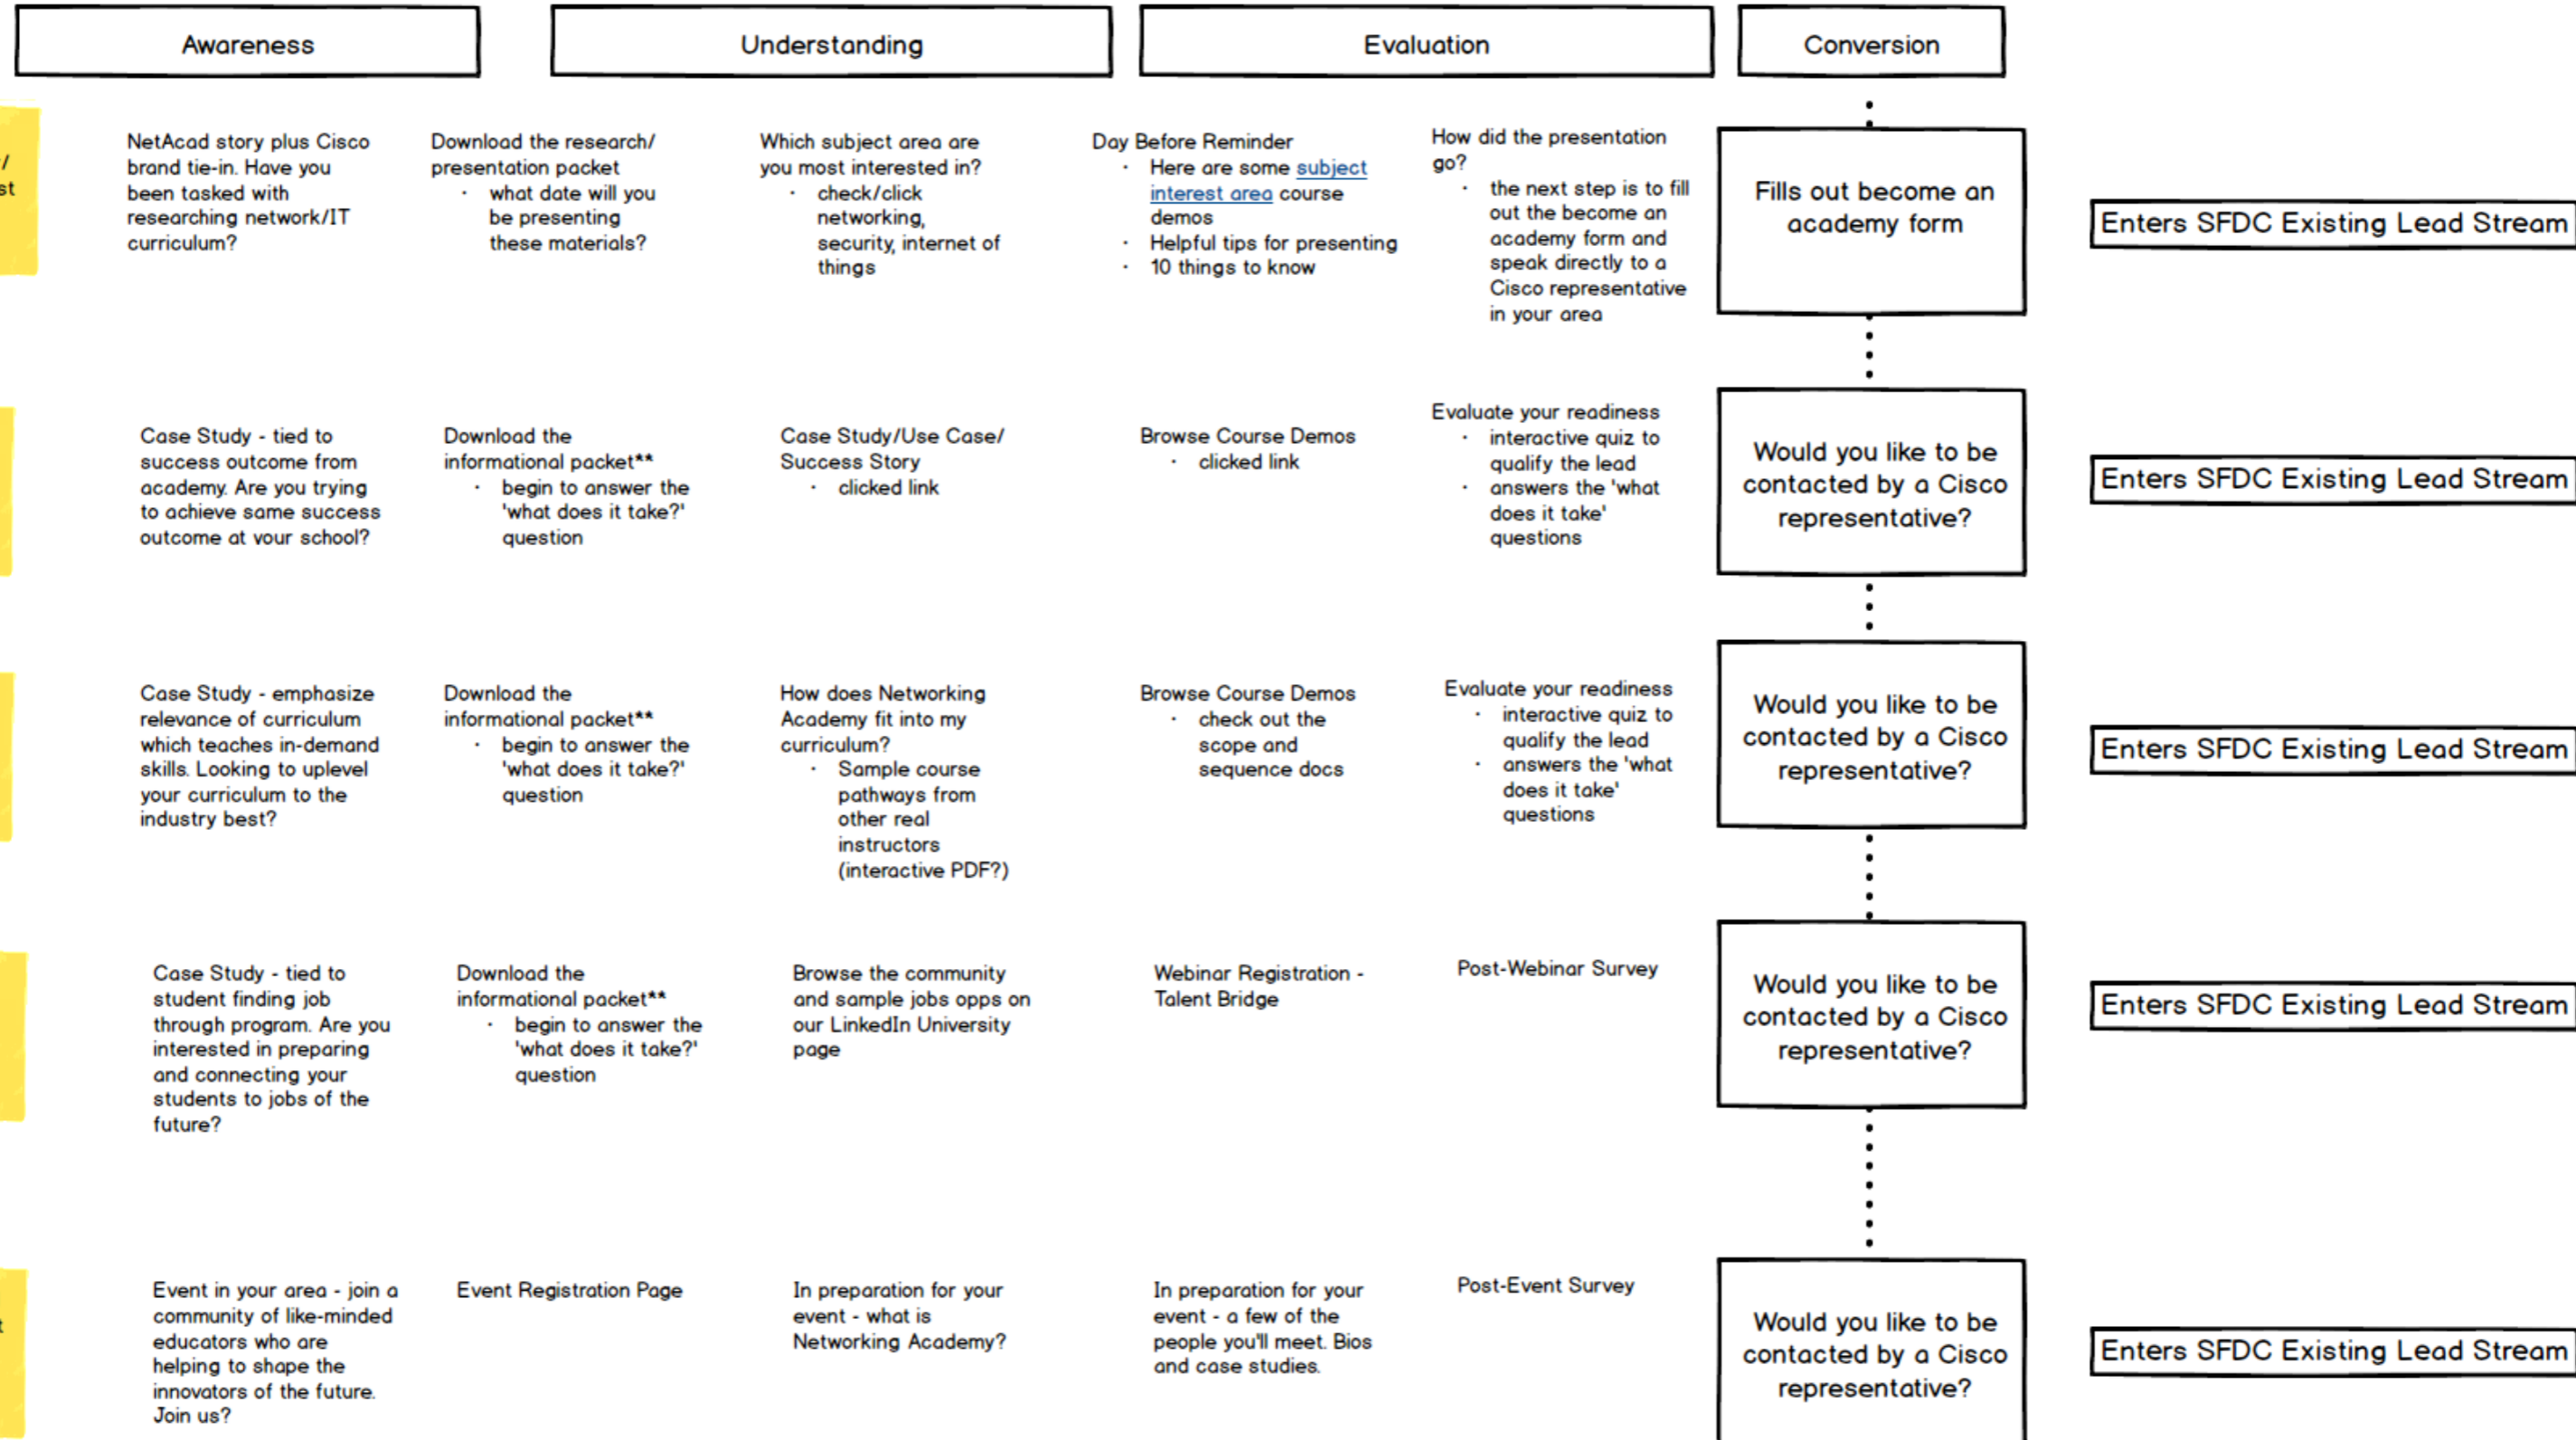 Awareness
Understanding
Evaluation
Conversion
/
st
NetAcad story plus Cisco
brand tie-in. Have you
been tasked with
researching network/IT
curriculum?
Download the research/
presentation packet
· what date will you
be presenting
these materials?
Which subject area are
you most interested in?
· check/click
networking,
security, internet of
things
Day Before Reminder
· Here are some subject
interest area course
demos
· Helpful tips for presenting
· 10 things to know
How did the presentation
go?
· the next step is to fill
out the become an
academy form and
speak directly to a
Cisco representative
in your area
Fills out become an
academy form
Enters SFDC Existing Lead Stream
Case Study - tied to
success outcome from
academy. Are you trying
to achieve same success
outcome at your school?
Download the
informational packet**
· begin to answer the
'what does it take?'
question
Case Study/Use Case/
Success Story
· clicked link
Browse Course Demos
· clicked link
Evaluate your readiness
· interactive quiz to
qualify the lead
· answers the 'what
does it take'
questions
Would you like to be
contacted by a Cisco
representative?
Enters SFDC Existing Lead Stream
Case Study - emphasize
relevance of curriculum
which teaches in-demand
skills. Looking to uplevel
your curriculum to the
industry best?
Download the
informational packet**
· begin to answer the
'what does it take?'
question
How does Networking
Academy fit into my
curriculum?
· Sample course
pathways from
other real
instructors
(interactive PDF?)
Browse Course Demos
· check out the
scope and
sequence docs
Evaluate your readiness
· interactive quiz to
qualify the lead
· answers the 'what
does it take'
questions
Would you like to be
contacted by a Cisco
representative?
Enters SFDC Existing Lead Stream
Case Study - tied to
student finding job
through program. Are you
interested in preparing
and connecting your
students to jobs of the
future?
Download the
informational packet**
· begin to answer the
'what does it take?'
question
Browse the community
and sample jobs opps on
our LinkedIn University
page
Webinar Registration -
Talent Bridge
Post-Webinar Survey
Would you like to be
contacted by a Cisco
representative?
Enters SFDC Existing Lead Stream
Event in your area - join a
community of like-minded
educators who are
helping to shape the
innovators of the future.
Join us?
Event Registration Page
In preparation for your
event - what is
Networking Academy?
In preparation for your
event - a few of the
people you'll meet. Bios
and case studies.
Post-Event Survey
Would you like to be
contacted by a Cisco
representative?
Enters SFDC Existing Lead Stream